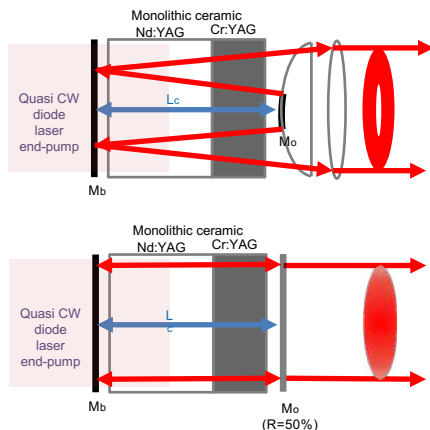 Monolithic ceramic
Nd:YAG
Cr:YAG
Quasi CW
diode
laser
end-pump
Lc
Mo
Mb
Monolithic ceramic
Nd:YAG
Cr:YAG
Quasi CW
diode
laser
end-pump
L
c
Mb
Mo
(R=50%)